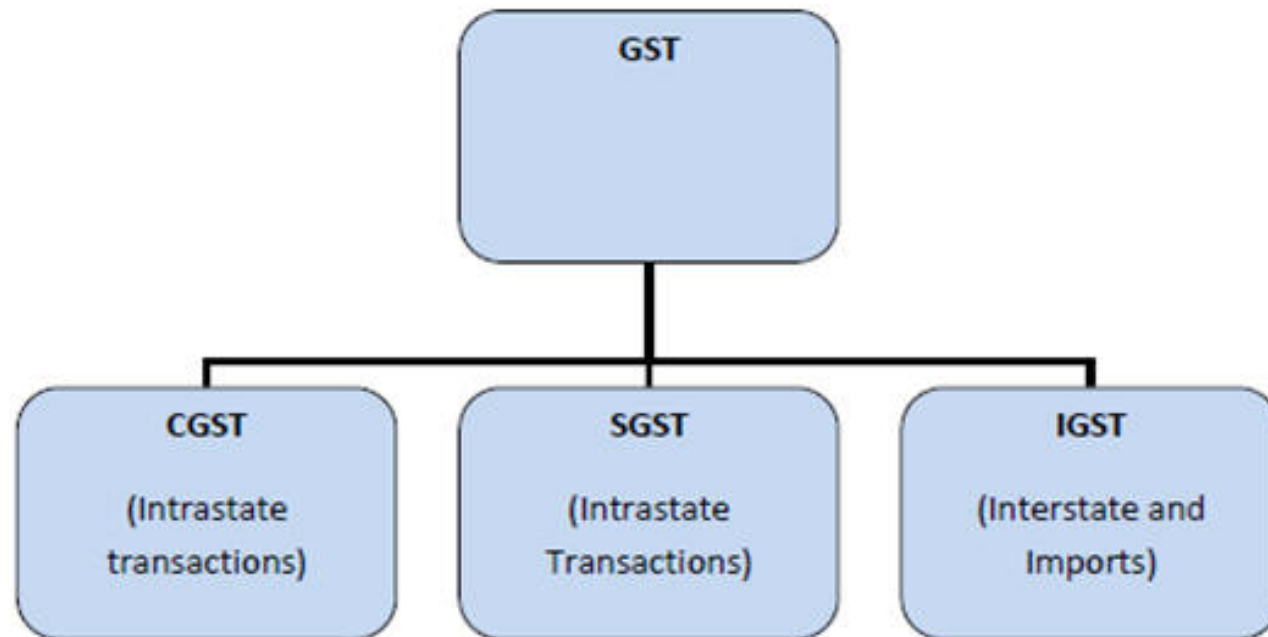 GST
CGST
(Intrastate
transactions)
SGST
(Intrastate
Transactions)
IGST
(Interstate and
Imports)